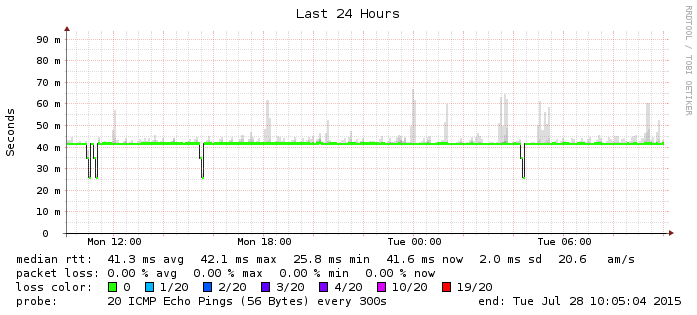 Last 24 Hours
RRDTOOL / TOBI OETIKER
Seconds
90 m
80 m
70 m
60 m
50 m
40 m
30 m
20 m
10 m
0
Mon 12:00 Mon 18:00 Tue 00:00 Tue 06:00
median rtt: 41.3 ms avg 42.1 ms max 25.8 ms min 41.6 ms now 2.0 ms sd 20.6 am/s
packet loss: 0.00 % avg 0.00 % max 0.00 % min 0.00 % now
loss color: 0 1/20 2/20 3/20 4/20 10/20 19/20
probe: 20 ICMP Echo Pings (56 Bytes) every 300s end: Tue Jul 28 10:05:04 2015